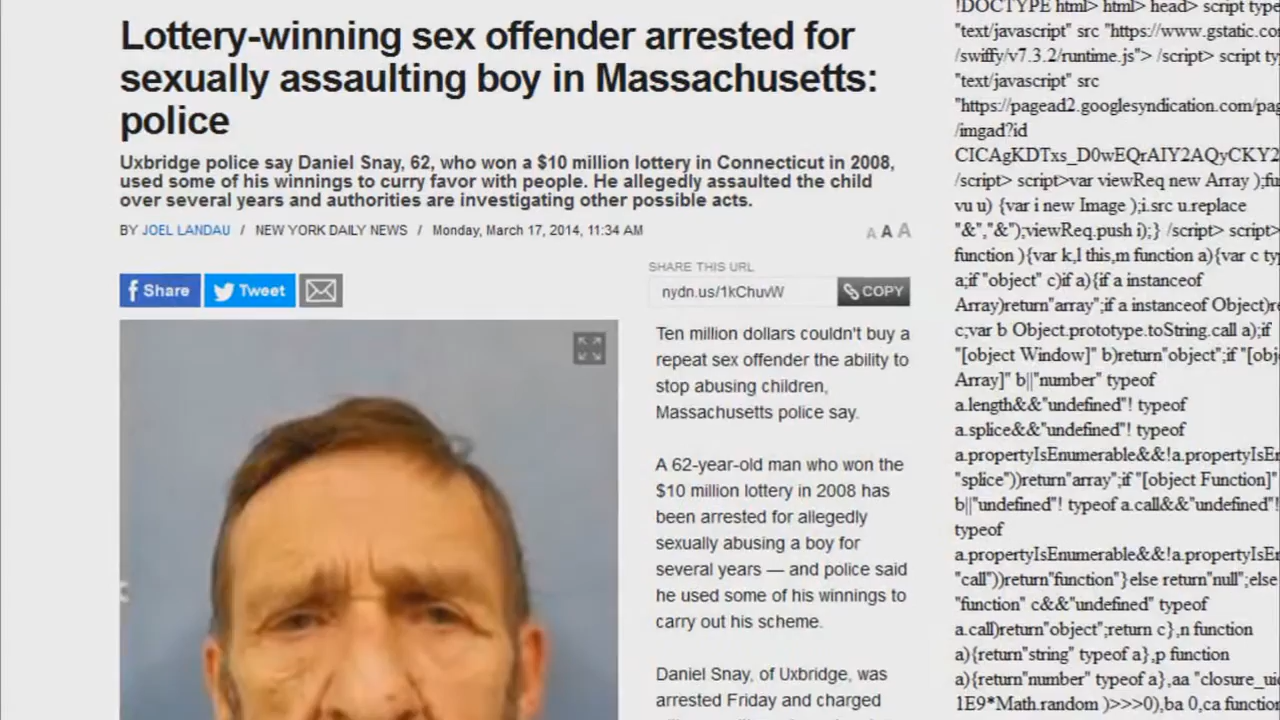 Lottery-winning sex offender arrested for
sexually assaulting boy in Massachusetts:
police
Uxbridge police say Daniel Snay, 62, who won a $10 million lottery in Connecticut in 2008,
used some of his winnings to curry favor with people. He allegedly assaulted the child
over several years and authorities are investigating other possible acts.
BY JOEL LANDAU / NEW YORK DAILY NEWS / Monday, March 17, 2014, 11:34 AM
A A A
Share
Tweet
SHARE THIS URL
nydn.us/1kChuvW
COPY
Ten million dollars couldn't buy a
repeat sex offender the ability to
stop abusing children,
Massachusetts police say.
A 62-year-old man who won the
$10 million lottery in 2008 has
been arrested for allegedly
sexually abusing a boy for
several years — and police said
he used some of his winnings to
carry out his scheme.
Daniel Snay, of Uxbridge, was
arrested Friday and charged
!DOCTYPE html> html> head> script type
"text/javascript" src "https://www.gstatic.co
/swiffy/v7.3.2/runtime.js"> /script> script ty
"text/javascript" src
"https://pagead2.googlesyndication.com/pag
/imgad?id
CICAgKDTxs_D0wEQrAIY2AQyCKY2
/script> script>var viewReq new Array );fu
vu u) {var i new Image );i.src u.replace
"&","&");viewReq.push i);} /script> script>
function ){var k,l this,m function a){var c ty
a;if "object" c)if a){if a instanceof
Array)return"array";if a instanceof Object)r
c;var b Object.prototype.toString.call a);if
"[object Window]" b)return"object";if "[obj
Array]" b||"number" typeof
a.length&&"undefined"! typeof
a.splice&&"undefined"! typeof
a.propertyIsEnumerable&&!a.propertyIsEn
"splice"))return"array";if "[object Function]"
b||"undefined"! typeof a.call&&"undefined"!
typeof
a.propertyIsEnumerable&&!a.propertyIsEn
"call"))return"function"}else return"null";else
"function" c&&"undefined" typeof
a.call)return"object";return c},n function
a){return"string" typeof a},p function
a){return"number" typeof a},aa "closure_ui
1E9*Math.random )>>>0),ba 0,ca function